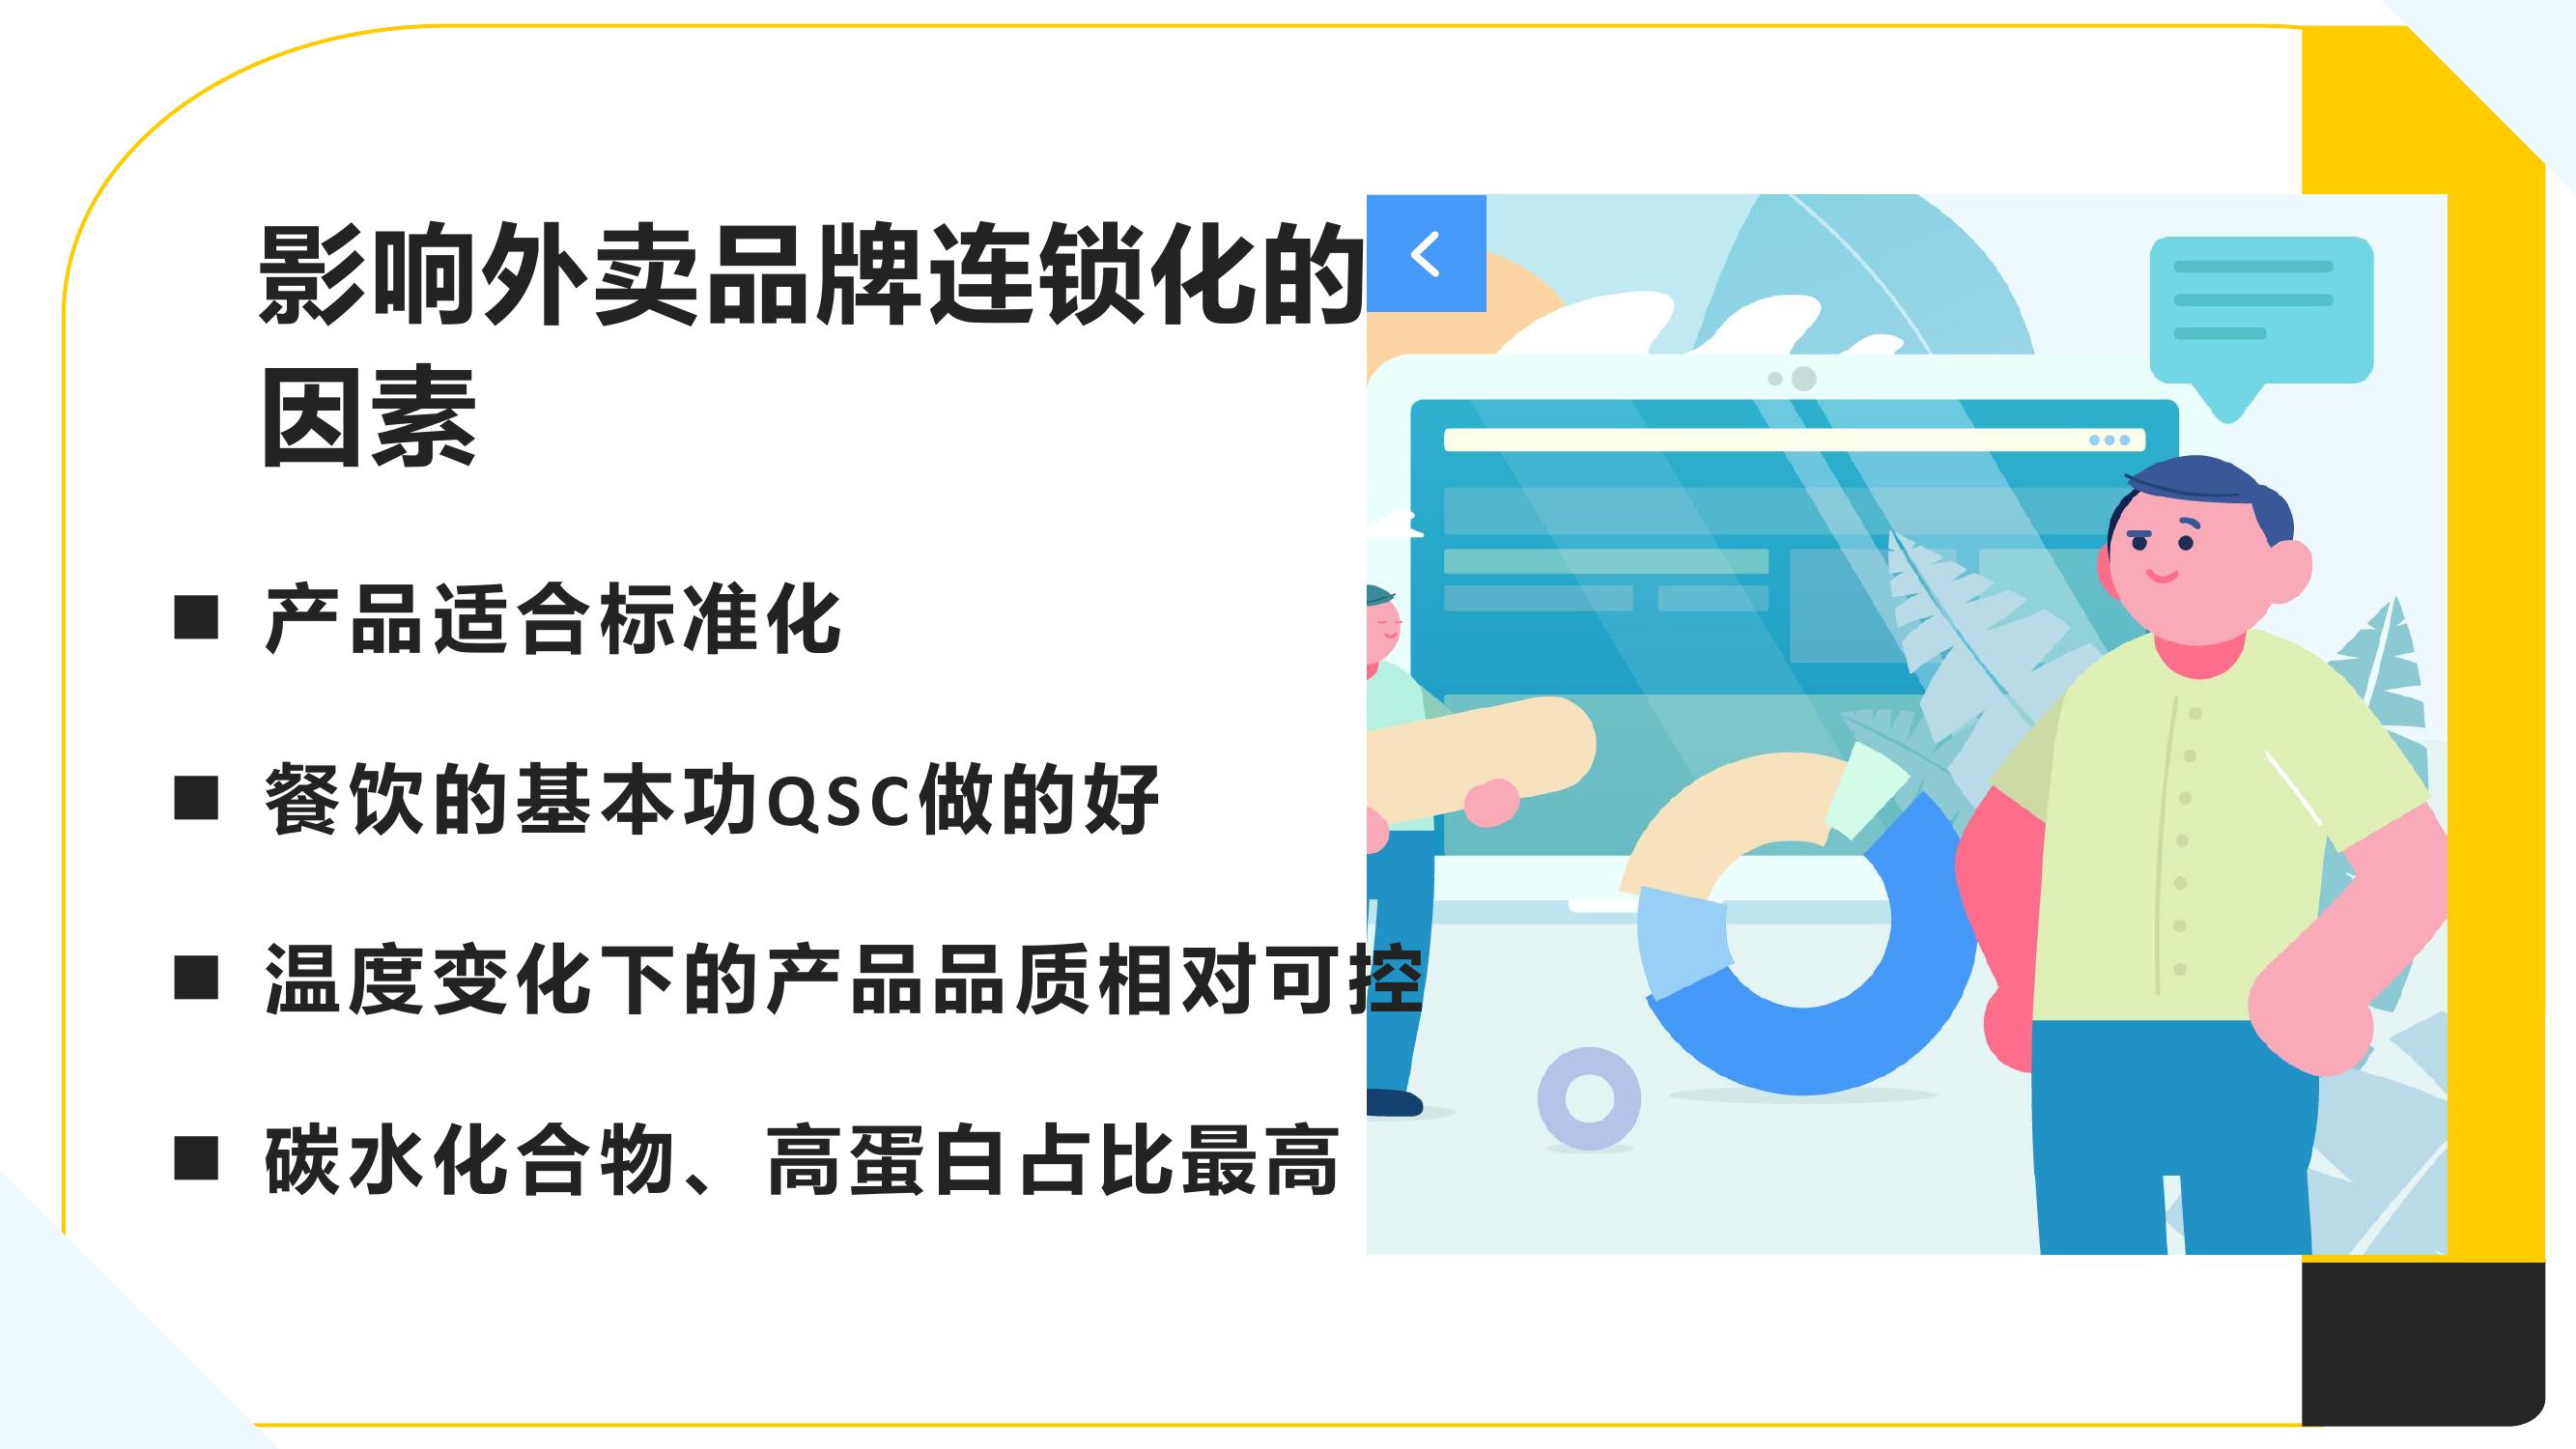 影响外卖品牌连锁化的
因素
■ 产品适合标准化
■ 餐饮的基本功QSC做的好
■ 温度变化下的产品品质相对可控
■ 碳水化合物、高蛋白占比最高